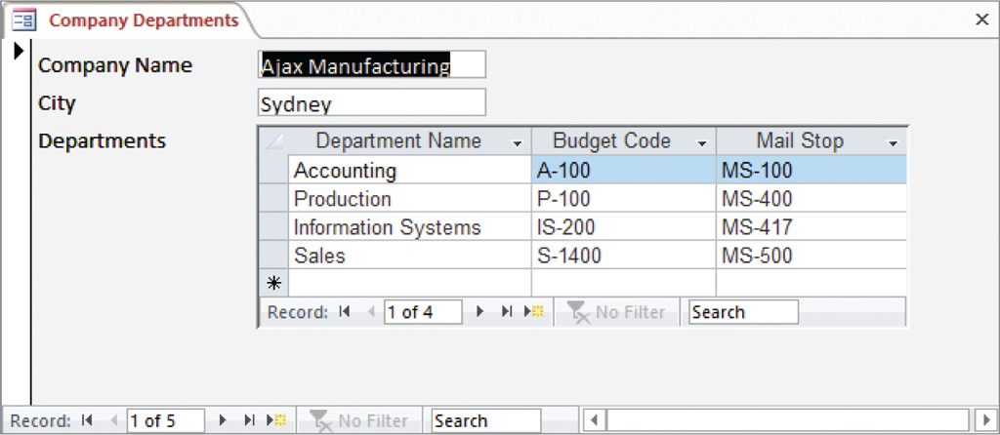 Company Departments
Company Name Ajax Manufacturing
City Sydney
Departments
Department Name Budget Code Mail Stop
Accounting A-100 MS-100
Production P-100 MS-400
Information Systems IS-200 MS-417
Sales S-1400 MS-500
Record: 1 of 4 No Filter Search
Record: 1 of 5 No Filter Search